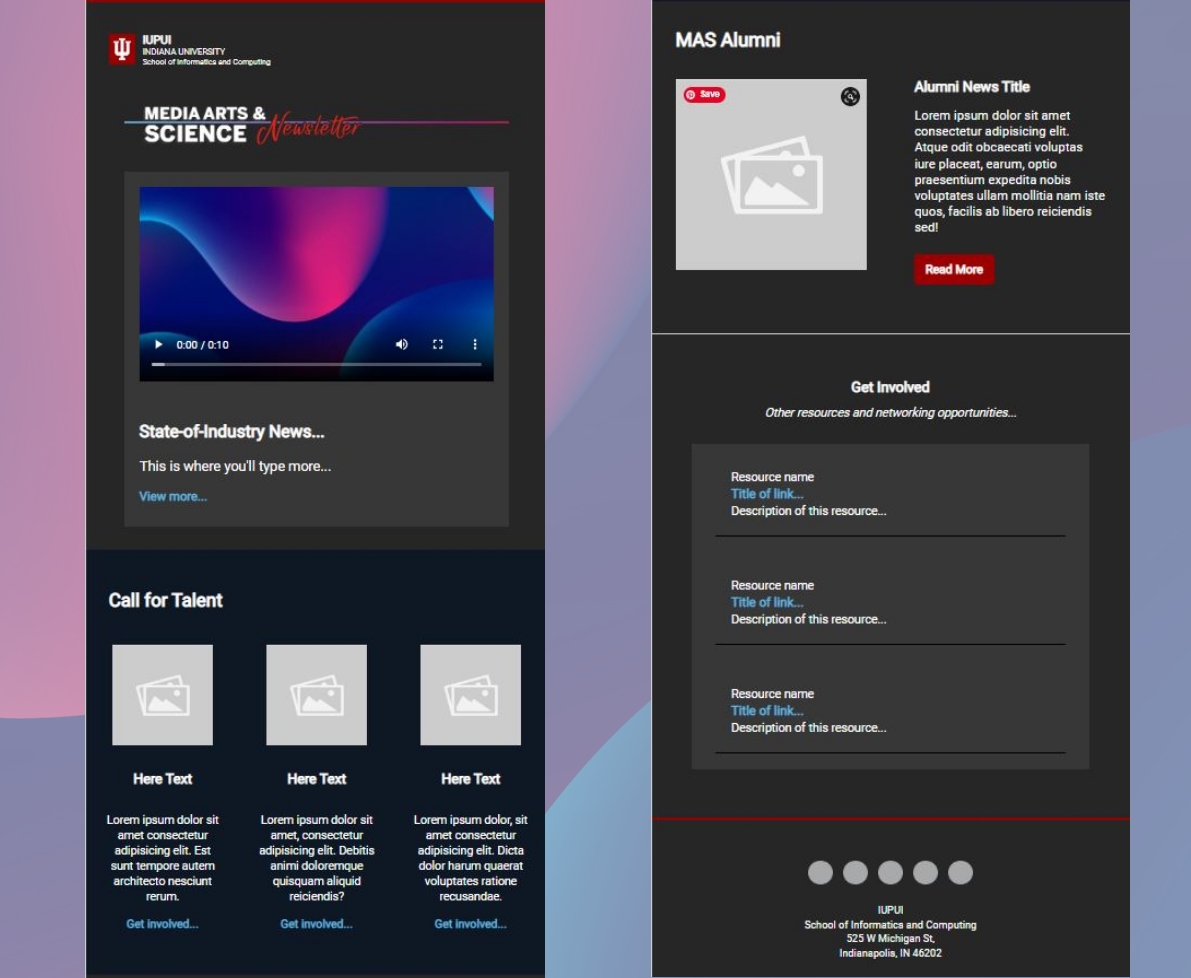 IUPUI
INDIANA UNIVERSITY
School of Informatics and Computing
MEDIA ARTS &
SCIENCE Newsletter
0:00 / 0:10
State-of-Industry News...
This is where you'll type more...
View more...
Call for Talent
Here Text
Lorem ipsum dolor sit
amet consectetur
adipisicing elit. Est
sunt tempore autem
architecto nesciunt
rerum.
Get involved...
Here Text
Lorem ipsum dolor sit
amet, consectetur
adipisicing elit. Debitis
animi doloremque
quisquam aliquid
reiciendis?
Get involved...
Here Text
Lorem ipsum dolor, sit
amet consectetur
adipisicing elit. Dicta
dolor harum quaerat
voluptates ratione
recusandae.
Get involved...
MAS Alumni
Save
Alumni News Title
Lorem ipsum dolor sit amet
consectetur adipisicing elit.
Atque odit obcaecati voluptas
iure placeat, earum, optio
praesentium expedita nobis
voluptates ullam mollitia nam iste
quos, facilis ab libero reiciendis
sed!
Read More
Get Involved
Other resources and networking opportunities...
Resource name
Title of link...
Description of this resource...
Resource name
Title of link...
Description of this resource...
Resource name
Title of link...
Description of this resource...
IUPUI
School of Informatics and Computing
525 W Michigan St,
Indianapolis, IN 46202